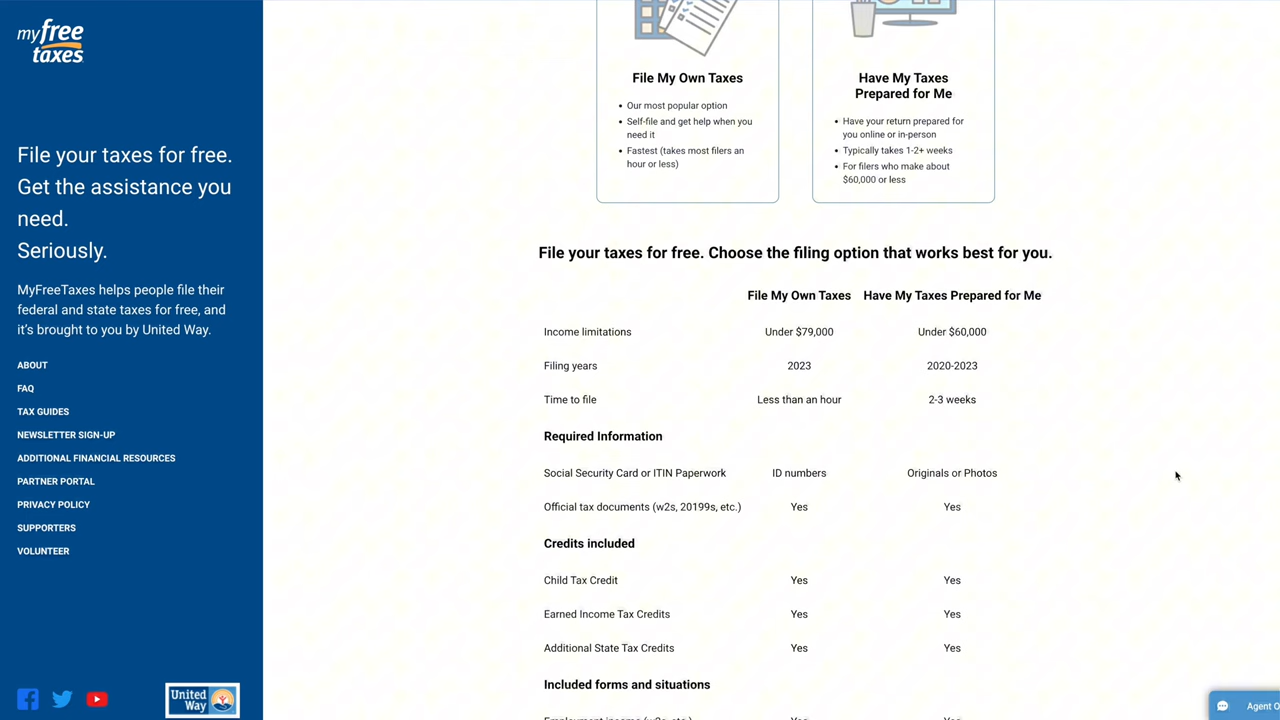 my free
taxes
File your taxes for free.
Get the assistance you
need.
Seriously.
MyFreeTaxes helps people file their
federal and state taxes for free, and
it’s brought to you by United Way.
ABOUT
FAQ
TAX GUIDES
NEWSLETTER SIGN-UP
ADDITIONAL FINANCIAL RESOURCES
PARTNER PORTAL
PRIVACY POLICY
SUPPORTERS
VOLUNTEER
United
Way
File My Own Taxes
• Our most popular option
• Self-file and get help when you
need it
• Fastest (takes most filers an
hour or less)
Have My Taxes
Prepared for Me
• Have your return prepared for
you online or in-person
• Typically takes 1-2+ weeks
• For filers who make about
$60,000 or less
File your taxes for free. Choose the filing option that works best for you.
File My Own Taxes Have My Taxes Prepared for Me
Income limitations Under $79,000 Under $60,000
Filing years 2023 2020-2023
Time to file Less than an hour 2-3 weeks
Required Information
Social Security Card or ITIN Paperwork ID numbers Originals or Photos
Official tax documents (w2s, 20199s, etc.) Yes Yes
Credits included
Child Tax Credit Yes Yes
Earned Income Tax Credits Yes Yes
Additional State Tax Credits Yes Yes
Included forms and situations
Employment income (w2s, etc.) Yes Yes
Agent O